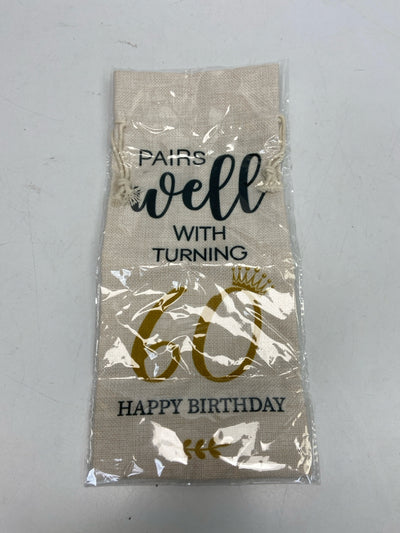 PAIRS
well
WITH
TURNING
60
HAPPY BIRTHDAY